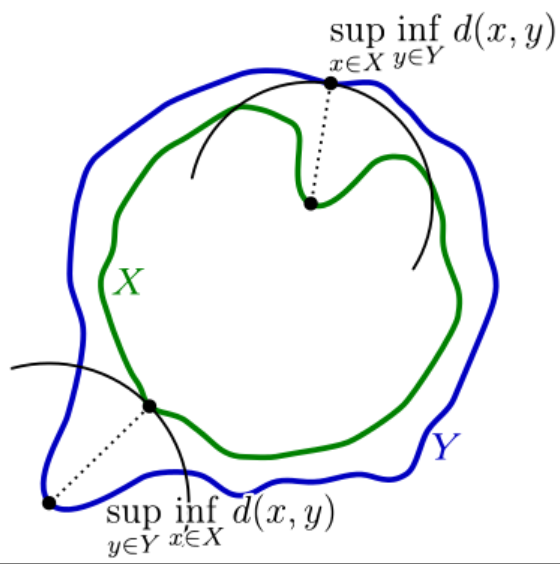 sup inf d(x, y)
x∈X y∈Y
X
Y
sup inf d(x, y)
y∈Y x∈X